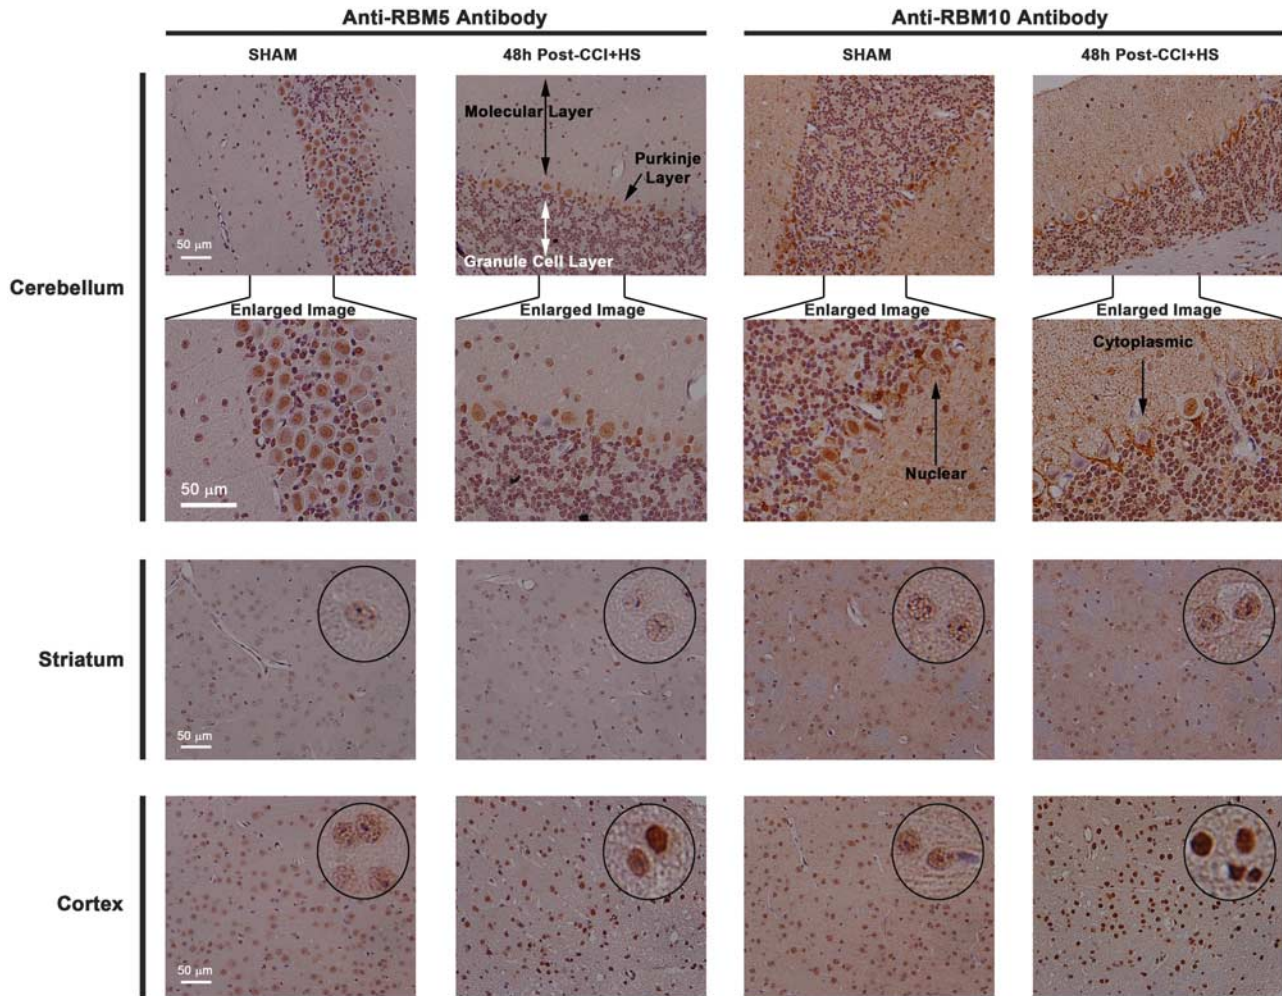 Anti-RBM5 Antibody
Anti-RBM10 Antibody
SHAM
48h Post-CCI+HS
SHAM
48h Post-CCI+HS
Cerebellum
Molecular Layer
Purkinje
Layer
Granule Cell Layer
50 μm
Enlarged Image
Enlarged Image
Enlarged Image
Enlarged Image
Cytoplasmic
Nuclear
50 μm
Striatum
50 μm
Cortex
50 μm